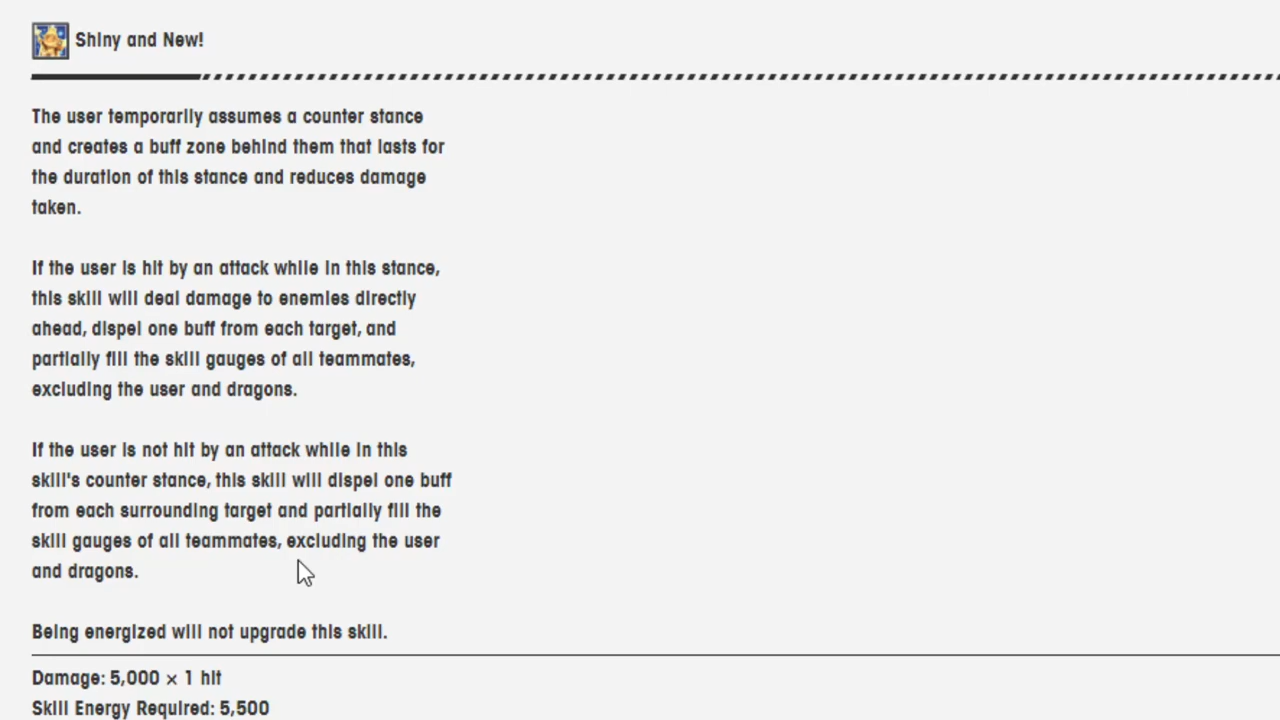 Shiny and New!
The user temporarily assumes a counter stance
and creates a buff zone behind them that lasts for
the duration of this stance and reduces damage
taken.
If the user is hit by an attack while in this stance,
this skill will deal damage to enemies directly
ahead, dispel one buff from each target, and
partially fill the skill gauges of all teammates,
excluding the user and dragons.
If the user is not hit by an attack while in this
skill's counter stance, this skill will dispel one buff
from each surrounding target and partially fill the
skill gauges of all teammates, excluding the user
and dragons.
Being energized will not upgrade this skill.
Damage: 5,000 × 1 hit
Skill Energy Required: 5,500